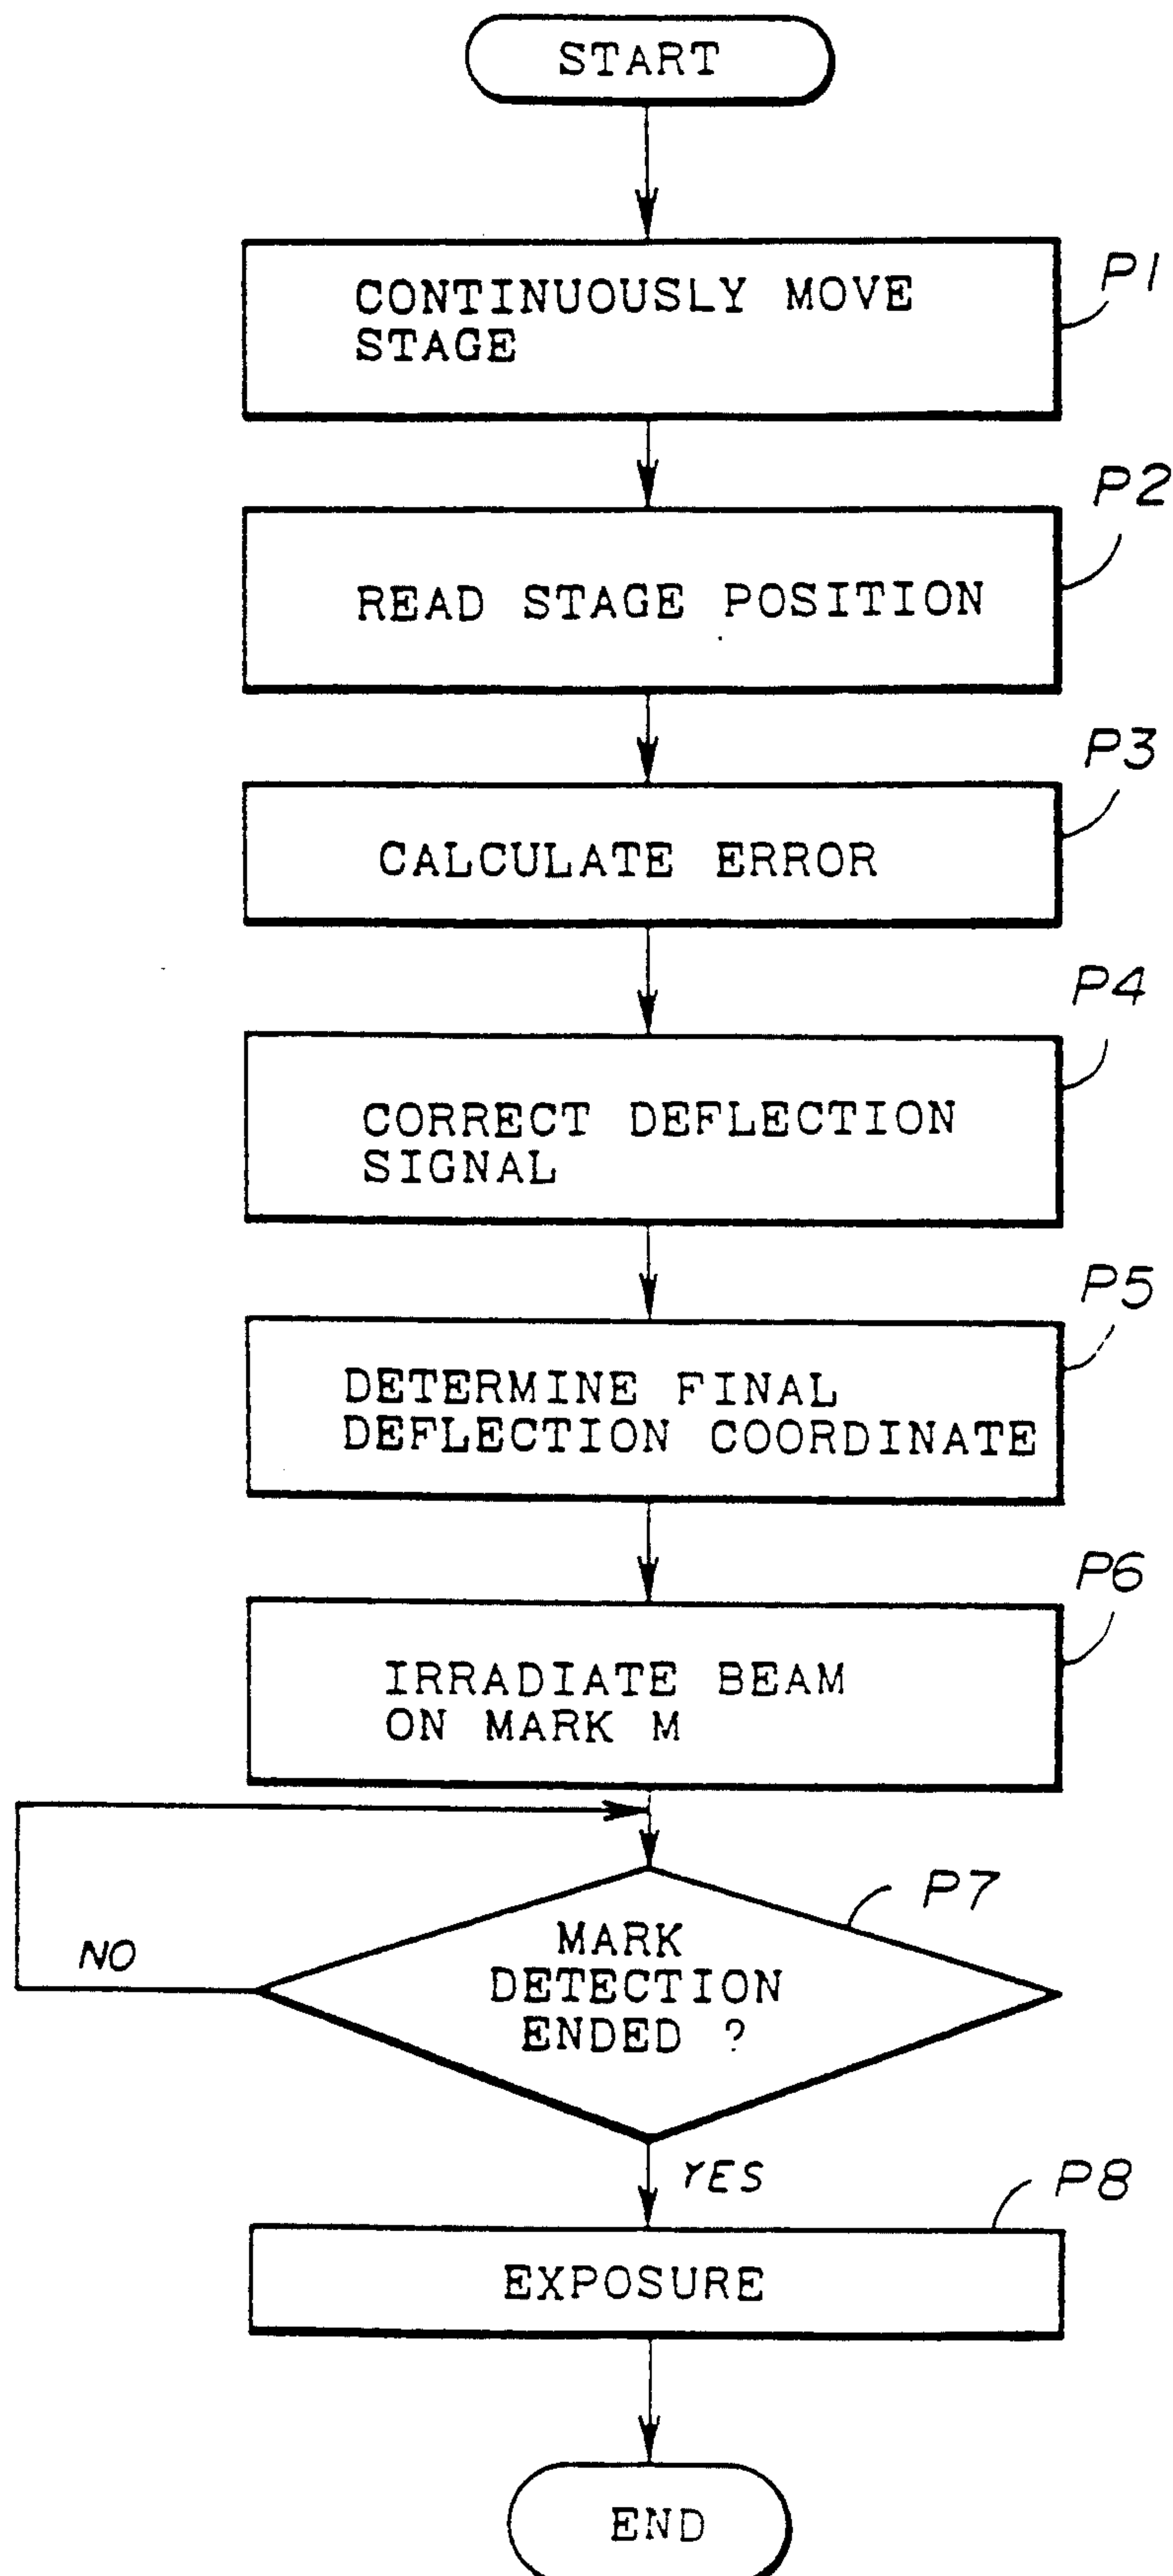 START
CONTINUOUSLY MOVE
STAGE
P1
READ STAGE POSITION
P2
CALCULATE ERROR
P3
CORRECT DEFLECTION
SIGNAL
P4
DETERMINE FINAL
DEFLECTION COORDINATE
P5
IRRADIATE BEAM
ON MARK M
P6
MARK
DETECTION
ENDED ?
P7
NO
YES
EXPOSURE
P8
END